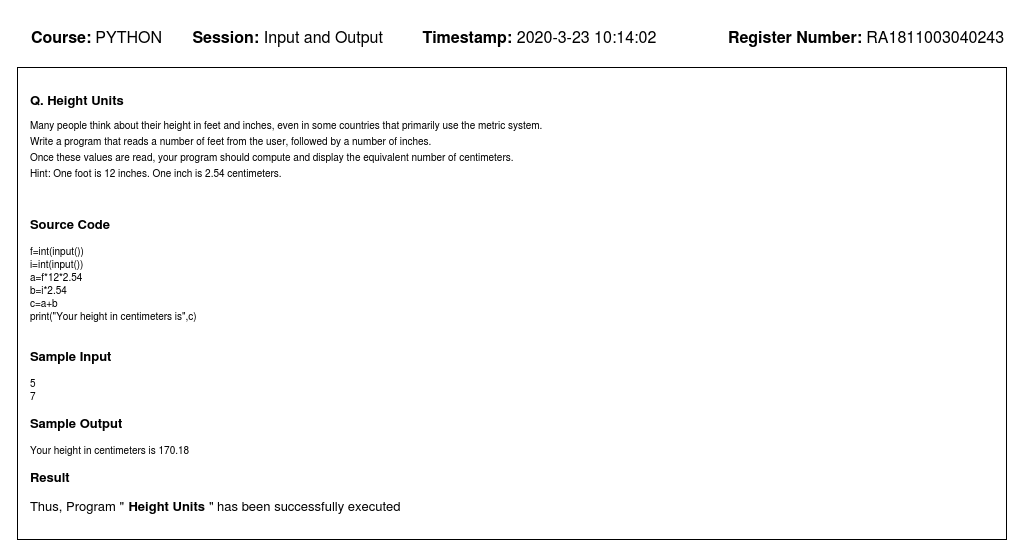 Course: PYTHON Session: Input and Output Timestamp: 2020-3-23 10:14:02 Register Number: RA1811003040243
Q. Height Units
Many people think about their height in feet and inches, even in some countries that primarily use the metric system.
Write a program that reads a number of feet from the user, followed by a number of inches.
Once these values are read, your program should compute and display the equivalent number of centimeters.
Hint: One foot is 12 inches. One inch is 2.54 centimeters.
Source Code
f=int(input())
i=int(input())
a=f*12*2.54
b=i*2.54
c=a+b
print("Your height in centimeters is",c)
Sample Input
5
7
Sample Output
Your height in centimeters is 170.18
Result
Thus, Program " Height Units " has been successfully executed